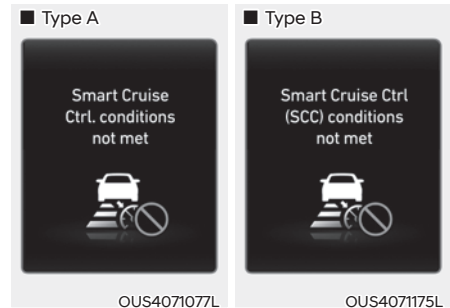 ■ Type A
Smart Cruise
Ctrl. conditions
not met
OUS4071077L
■ Type B
Smart Cruise Ctrl
(SCC) conditions
not met
OUS4071175L